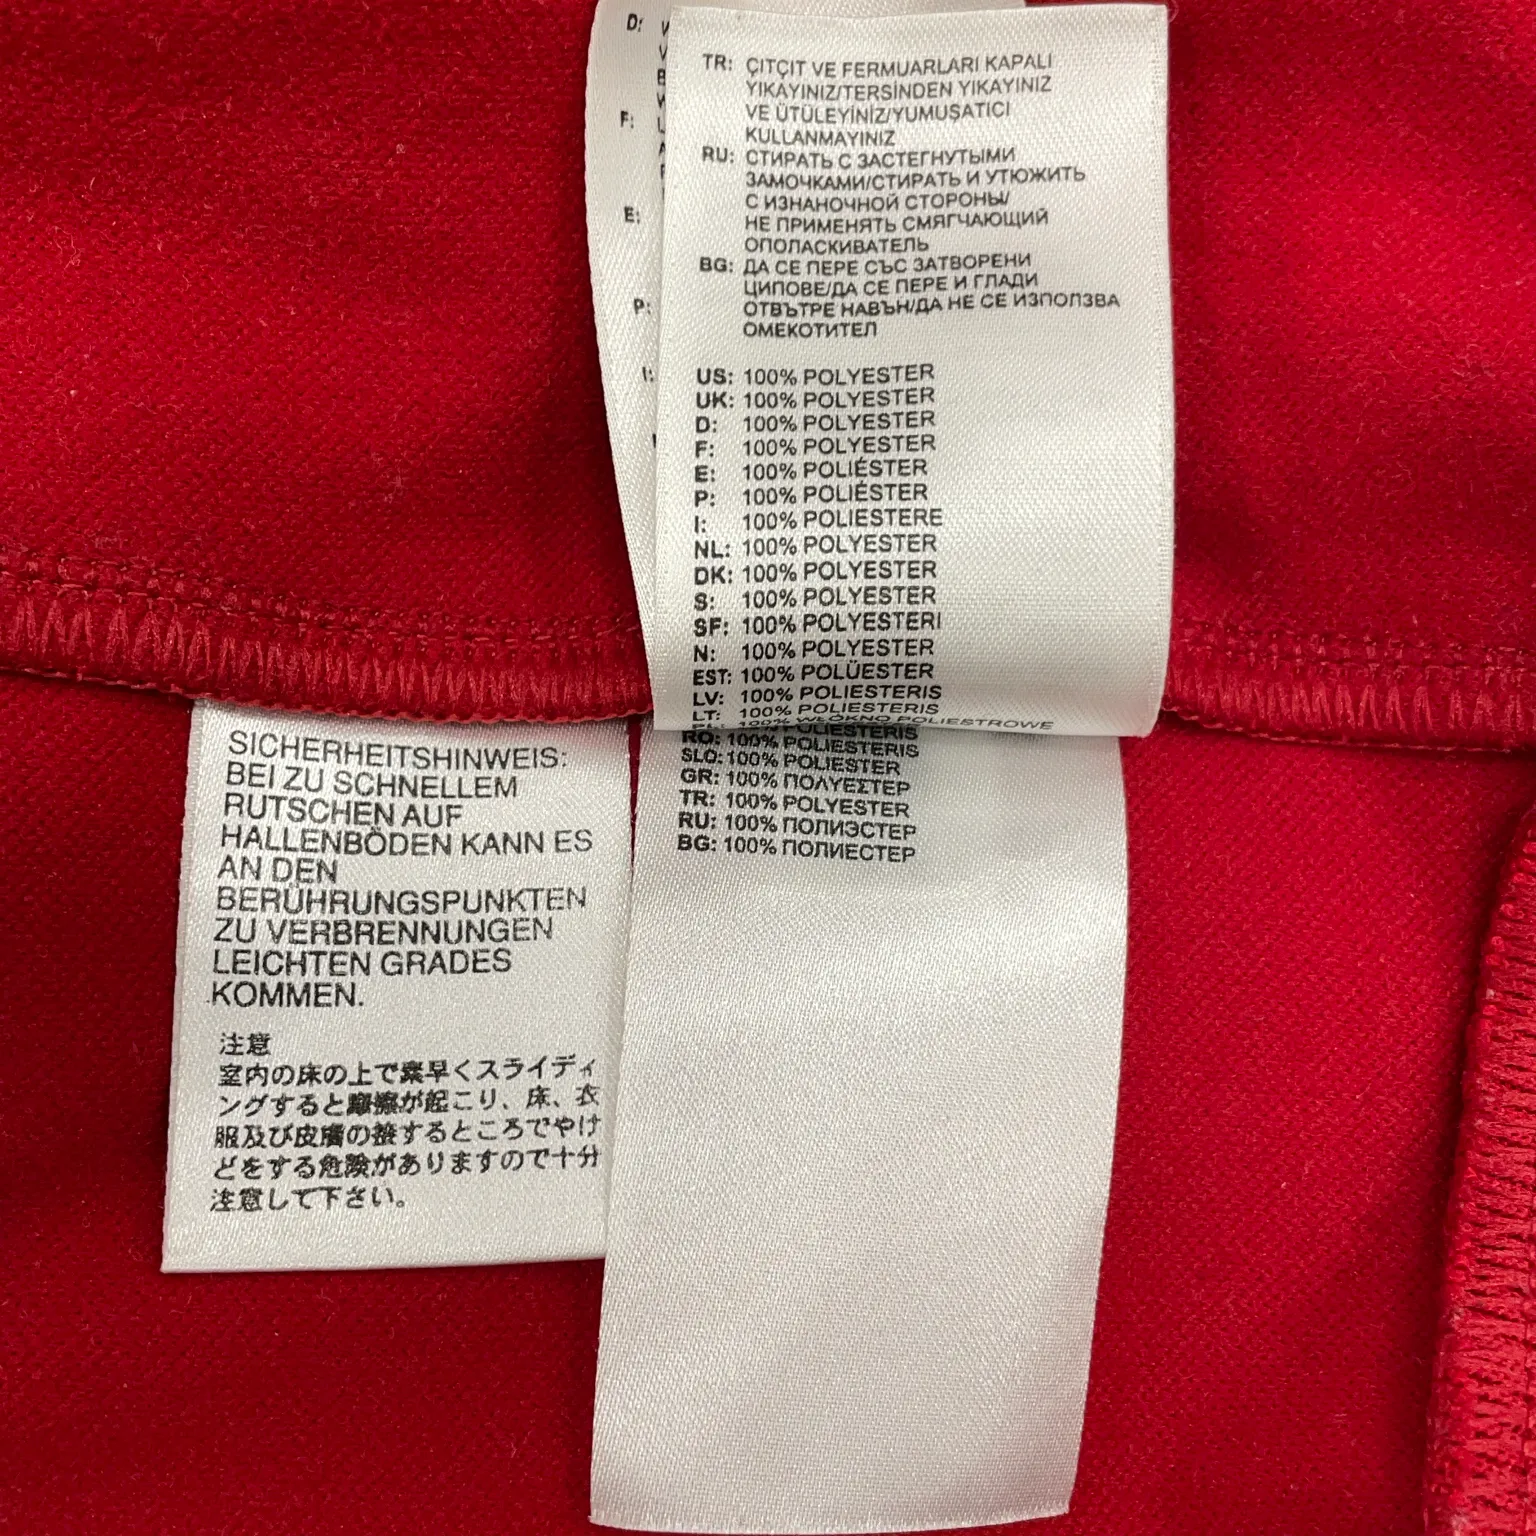 D:
F:
E:
P:
I:
TR: ÇITÇIT VE FERMUARLARI KAPALI
YIKAYINIZ/TERSİNDEN YIKAYINIZ
VE ÜTÜLEYİNİZ/YUMUŞATICI
KULLANMAYINIZ
RU: СТИРАТЬ С ЗАСТЕГНУТЫМИ
ЗАМОЧКАМИ/СТИРАТЬ И УТЮЖИТЬ
С ИЗНАНОЧНОЙ СТОРОНЫ/
НЕ ПРИМЕНЯТЬ СМЯГЧАЮЩИЙ
ОПОЛАСКИВАТЕЛЬ
BG: ДА СЕ ПЕРЕ СЪС ЗАТВОРЕНИ
ЦИПОВЕ/ДА СЕ ПЕРЕ И ГЛАДИ
ОТВЪТРЕ НАВЪН/ДА НЕ СЕ ИЗПОЛЗВА
ОМЕКОТИТЕЛ
US: 100% POLYESTER
UK: 100% POLYESTER
D: 100% POLYESTER
F: 100% POLYESTER
E: 100% POLIÉSTER
P: 100% POLIÉSTER
I: 100% POLIESTERE
NL: 100% POLYESTER
DK: 100% POLYESTER
S: 100% POLYESTER
SF: 100% POLYESTERI
N: 100% POLYESTER
EST: 100% POLÜESTER
LV: 100% POLIESTERIS
LT: 100% POLIESTERIS
PL: 100% WŁÓKNO POLIESTROWE
RO: 100% POLIESTERIS
SLO: 100% POLIESTER
GR: 100% ΠΟΛΥΕΣΤΕΡ
TR: 100% POLYESTER
RU: 100% ПОЛИЭСТЕР
BG: 100% ПОЛИЕСТЕР
SICHERHEITSHINWEIS:
BEI ZU SCHNELLEM
RUTSCHEN AUF
HALLENBÖDEN KANN ES
AN DEN
BERÜHRUNGSPUNKTEN
ZU VERBRENNUNGEN
LEICHTEN GRADES
KOMMEN.
注意
室内の床の上で素早くスライディ
ングすると摩擦が起こり、床、衣
服及び皮膚の接するところでやけ
どをする危険がありますので十分
注意して下さい。